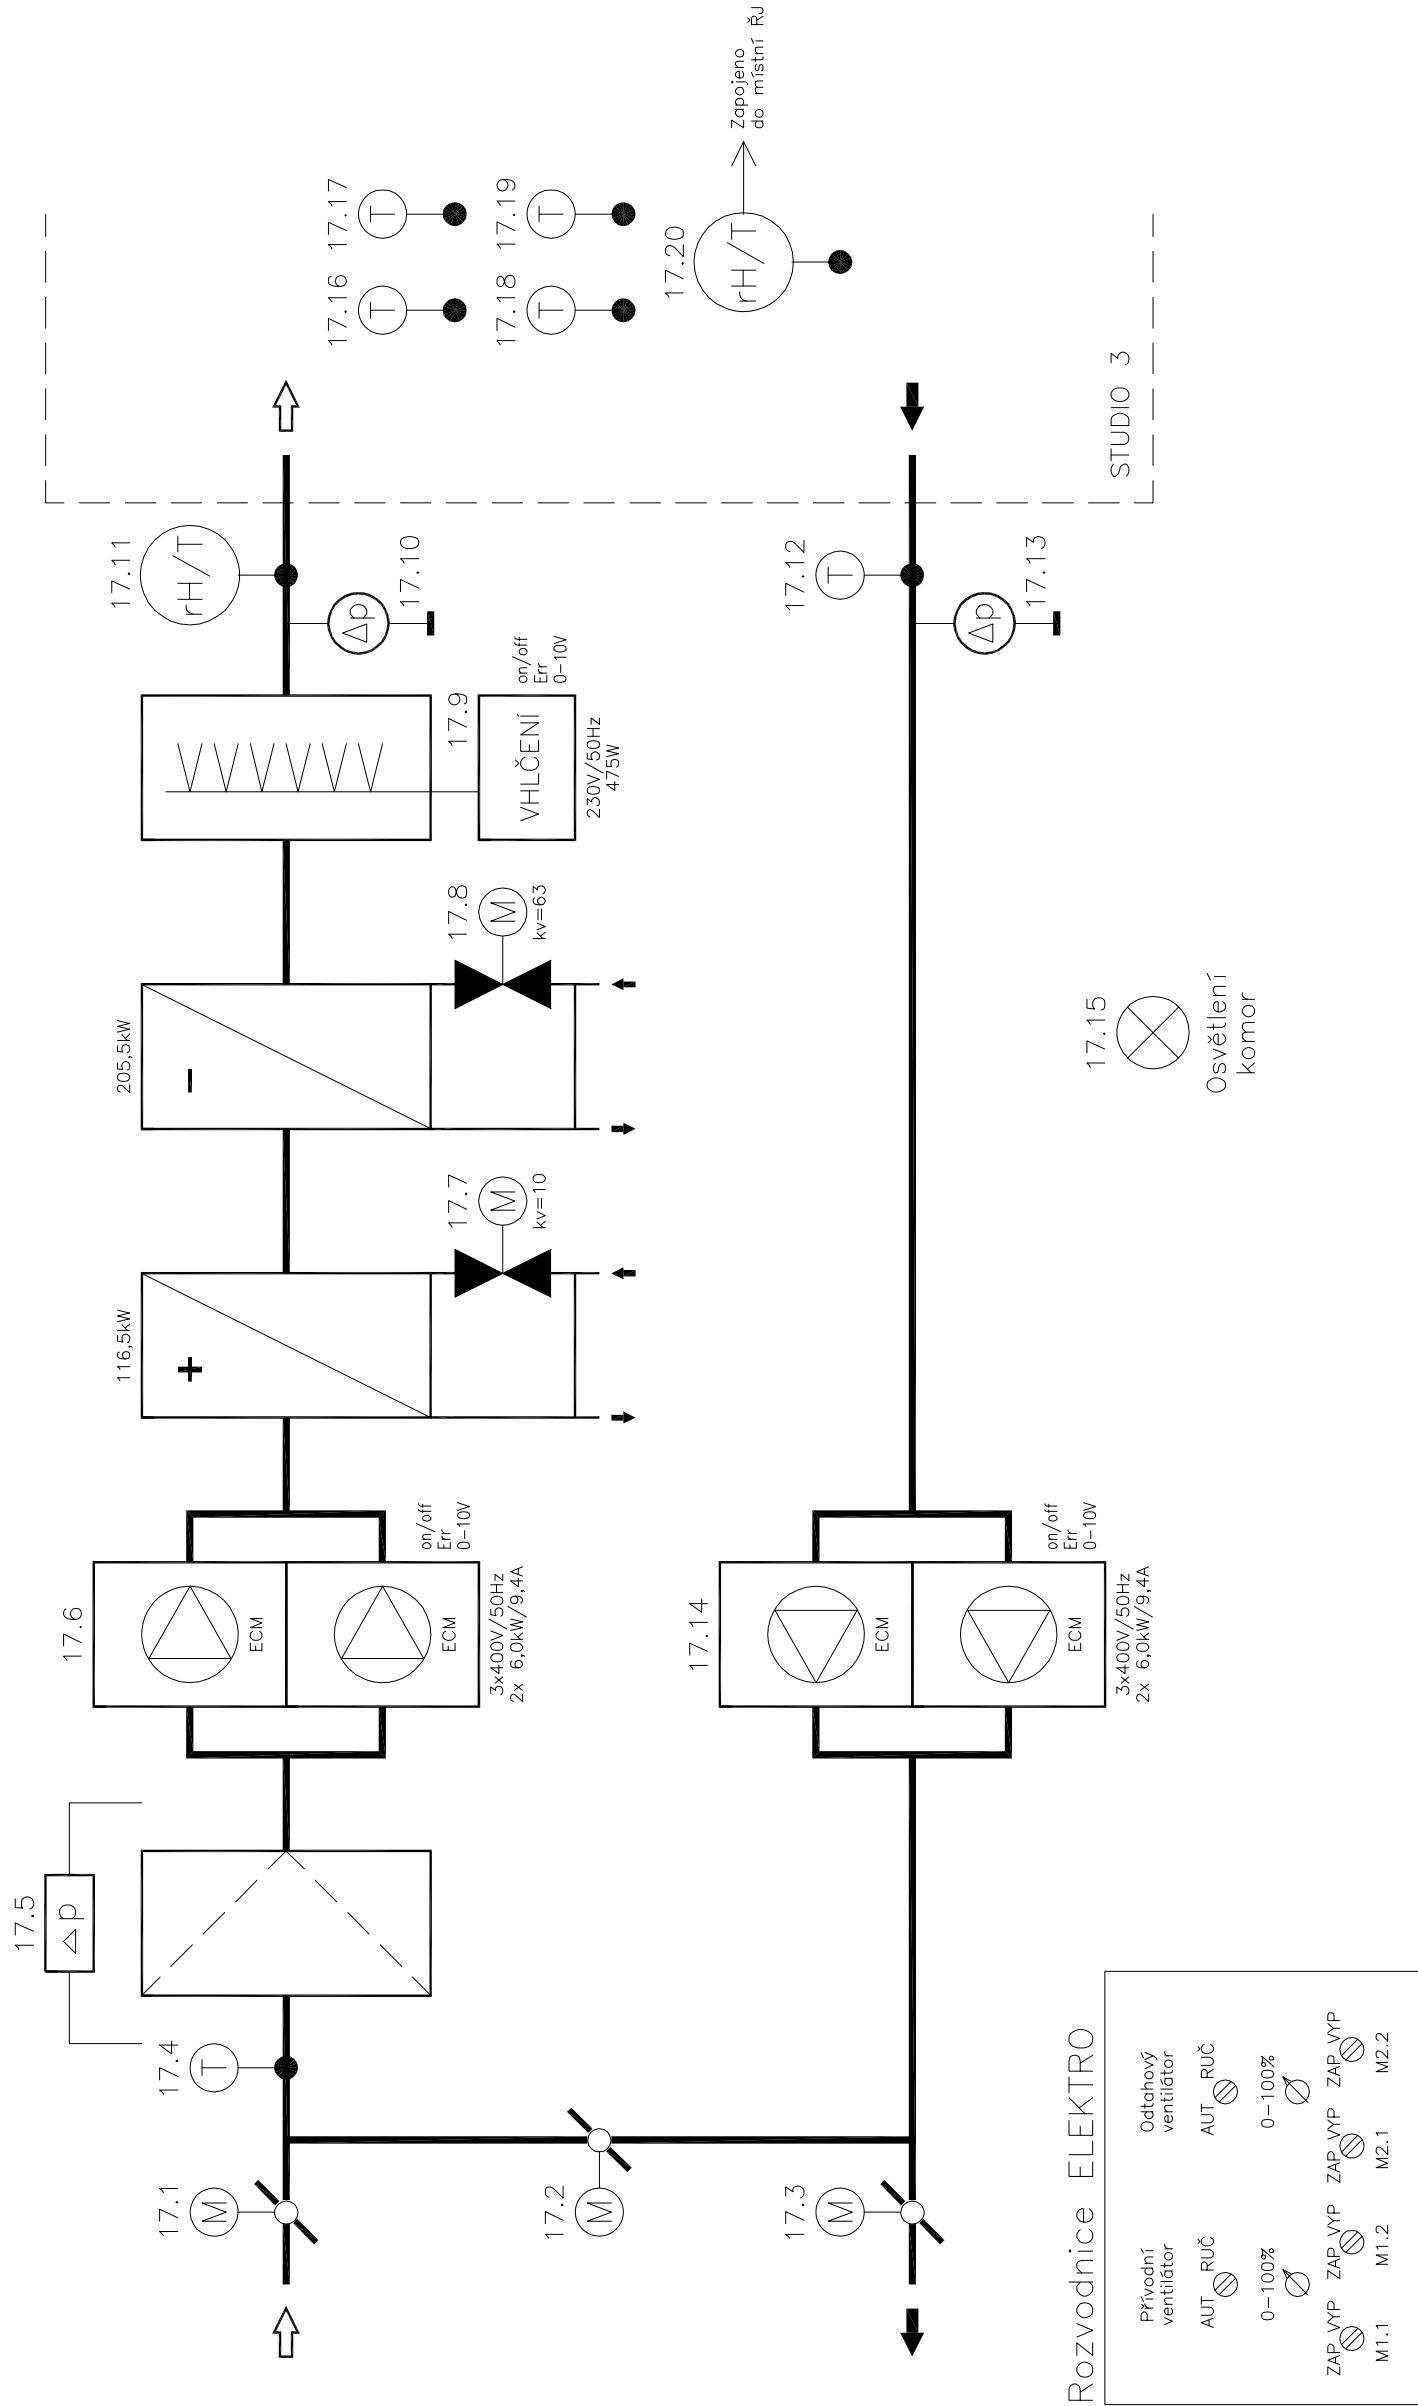 17.5
Δp
17.4
T
17.1
M
17.2
M
17.3
M
17.6
ECM
ECM
on/off
Err
0-10V
3x400V/50Hz
2x 6,0kW/9,4A
116,5kW
+
17.7
M
kv=10
205,5kW
-
17.8
M
kv=63
17.9
VHLČENÍ
on/off
Err
0-10V
230V/50Hz
475W
17.11
rH/T
Δp
17.10
17.12
T
Δp
17.13
17.14
ECM
ECM
on/off
Err
0-10V
3x400V/50Hz
2x 6,0kW/9,4A
17.15
Osvětlení
komor
STUDIO 3
17.16
T
17.17
T
17.18
T
17.19
T
17.20
rH/T
Zapojeno
do místní ŘJ
Rozvodnice ELEKTRO
Přívodní
ventilátor
AUT RUČ
0-100%
ZAP VYP
M1.1
ZAP VYP
M1.2
Odtahový
ventilátor
AUT RUČ
0-100%
ZAP VYP
M2.1
ZAP VYP
M2.2